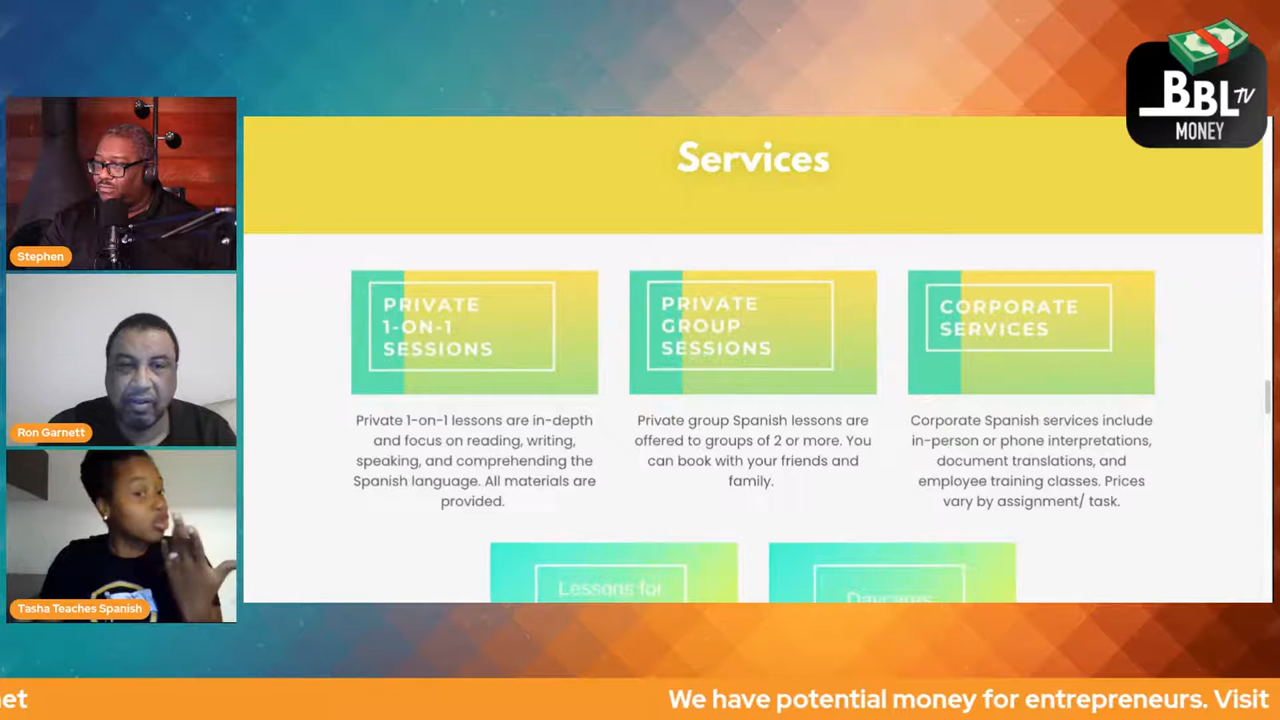 BBL TV
MONEY
Services
Stephen
Ron Garnett
Tasha Teaches Spanish
PRIVATE
1-ON-1
SESSIONS
Private 1-on-1 lessons are in-depth
and focus on reading, writing,
speaking, and comprehending the
Spanish language. All materials are
provided.
PRIVATE
GROUP
SESSIONS
Private group Spanish lessons are
offered to groups of 2 or more. You
can book with your friends and
family.
CORPORATE
SERVICES
Corporate Spanish services include
in-person or phone interpretations,
document translations, and
employee training classes. Prices
vary by assignment/ task.
Lessons for
Daycares
et
We have potential money for entrepreneurs. Visit